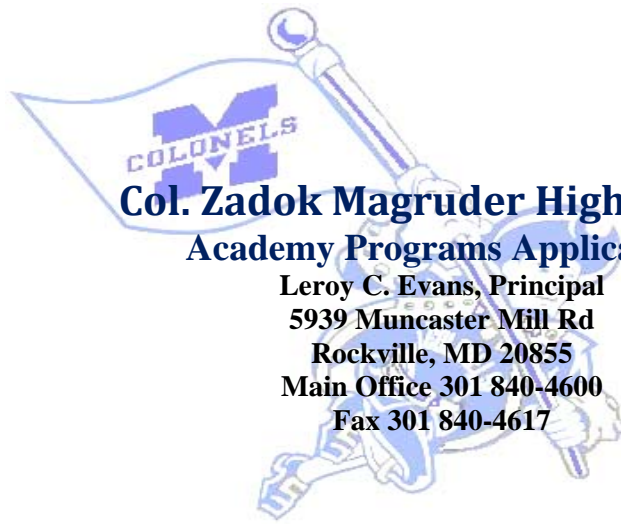 M
COLONELS
Col. Zadok Magruder High
Academy Programs
Leroy C. Evans, Principal
5939 Muncaster Mill Rd
Rockville, MD 20855
Main Office 301 840-4600
Fax 301 840-4617